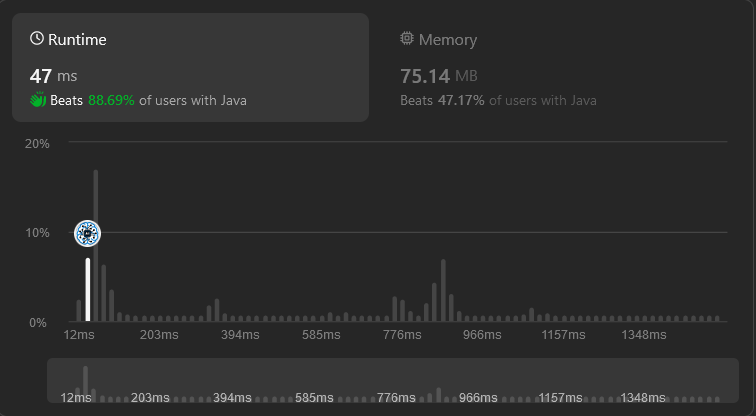 Runtime
47 ms
Beats 88.69% of users with Java
Memory
75.14 MB
Beats 47.17% of users with Java
20%
10%
0%
12ms 203ms 394ms 585ms 776ms 966ms 1157ms 1348ms
12ms 203ms 394ms 585ms 776ms 966ms 1157ms 1348ms